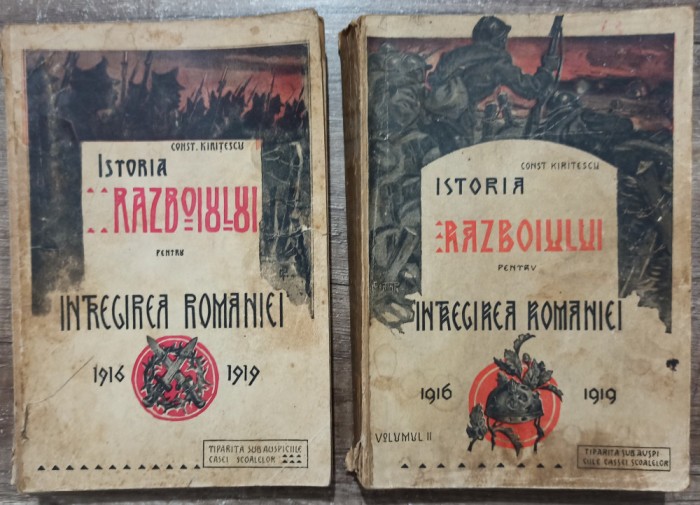 CONST. KIRIȚESCU
ISTORIA
RAZBOIULUI
PENTRU
INTREGIREA ROMANIEI
1916 1919
TIPARITA SUB AUSPICIILE
CASEI SCOALELOR
CONST KIRIȚESCU
ISTORIA
RAZBOIULUI
PENTRU
INTREGIREA ROMANIEI
1916 1919
VOLUMUL II
TIPARITA SUB AUSPI
CIILE CASSEI SCOALELOR